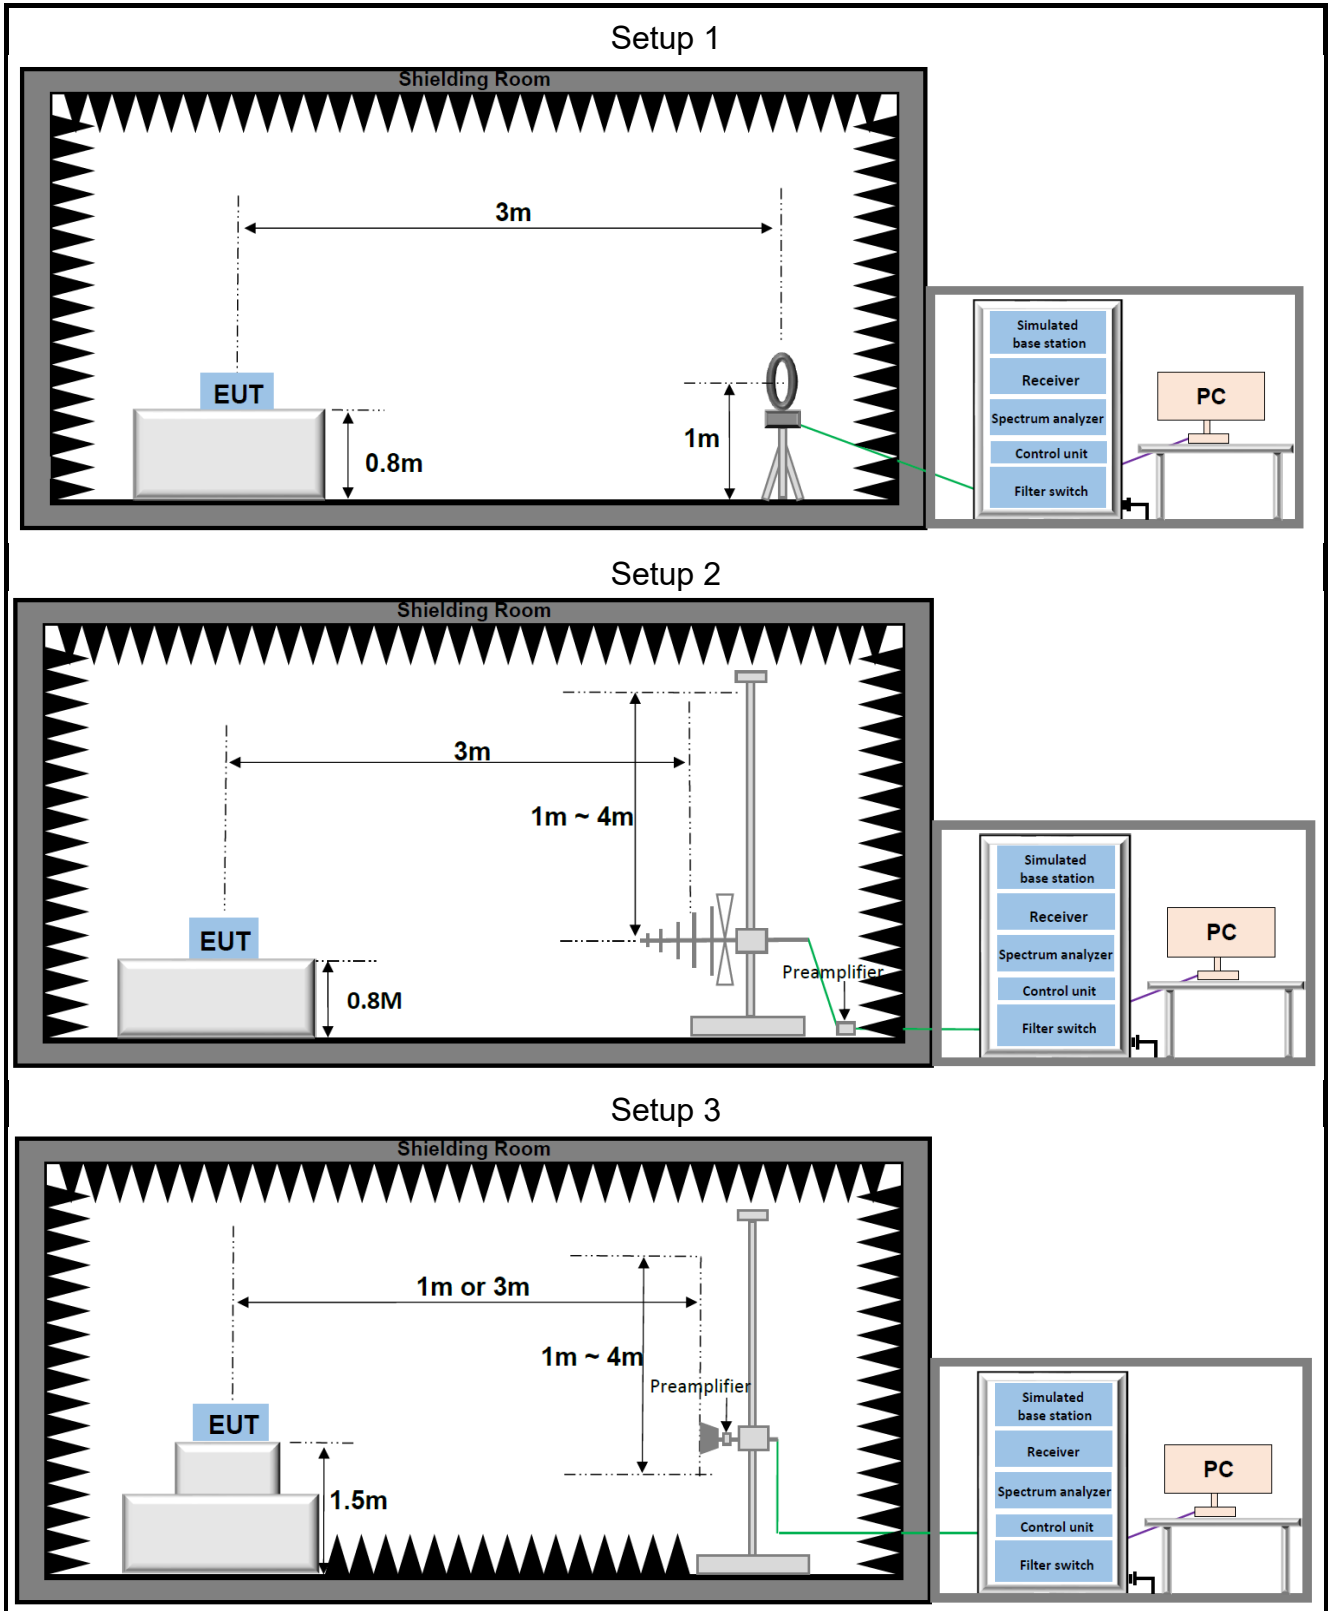 Setup 1
Shielding Room
3m
EUT
0.8m
1m
Simulated
base station
Receiver
Spectrum analyzer
Control unit
Filter switch
PC
Setup 2
Shielding Room
3m
1m ~ 4m
EUT
0.8M
Preamplifier
Simulated
base station
Receiver
Spectrum analyzer
Control unit
Filter switch
PC
Setup 3
Shielding Room
1m or 3m
1m ~ 4m
Preamplifier
EUT
1.5m
Simulated
base station
Receiver
Spectrum analyzer
Control unit
Filter switch
PC